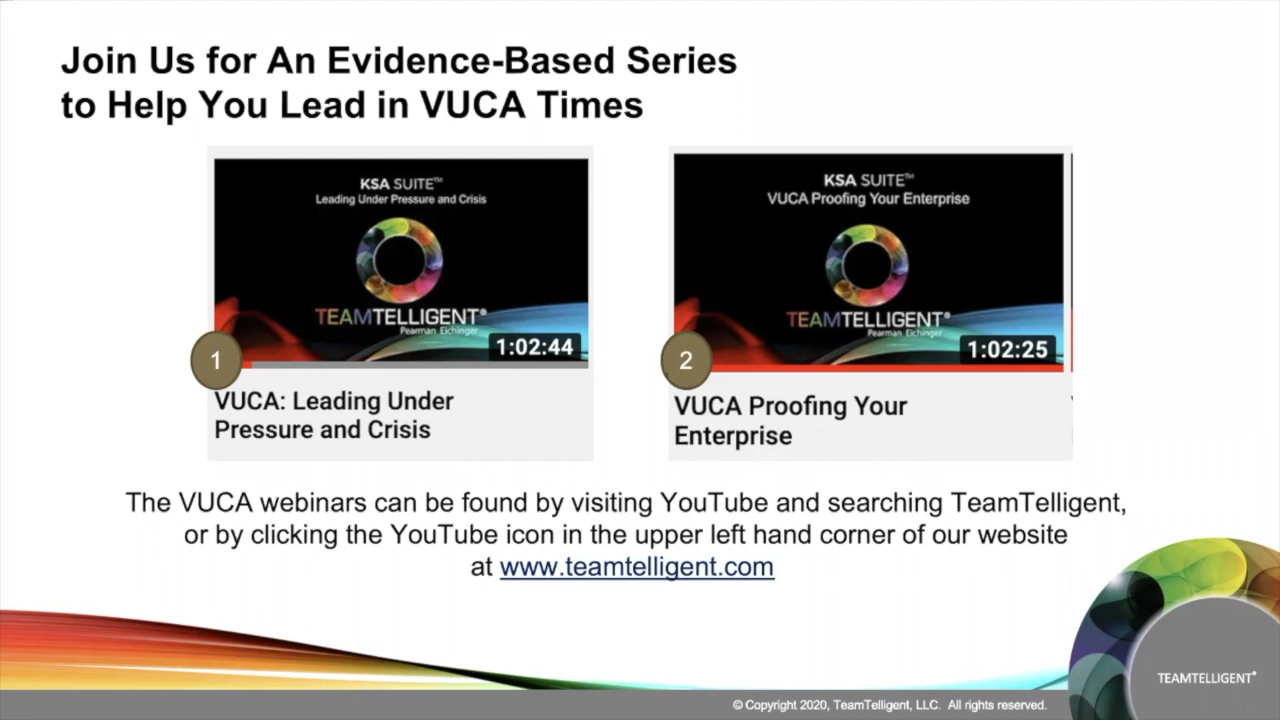 Join Us for An Evidence-Based Series
to Help You Lead in VUCA Times
KSA SUITE™
Leading Under Pressure and Crisis
TEAMTELLIGENT®
Pearman Eichinger
1:02:44
1
VUCA: Leading Under
Pressure and Crisis
KSA SUITE™
VUCA Proofing Your Enterprise
TEAMTELLIGENT®
Pearman Eichinger
1:02:25
2
VUCA Proofing Your
Enterprise
The VUCA webinars can be found by visiting YouTube and searching TeamTelligent,
or by clicking the YouTube icon in the upper left hand corner of our website
at www.teamtelligent.com
TEAMTELLIGENT®
© Copyright 2020, TeamTelligent, LLC. All rights reserved.